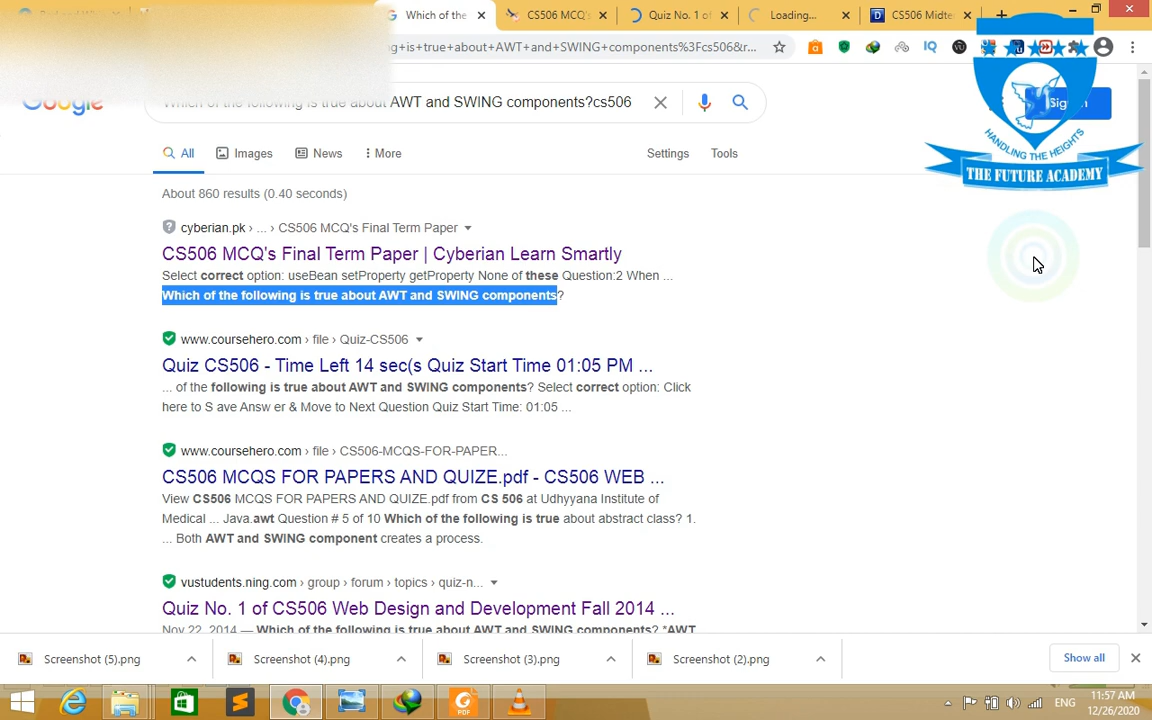 Which of the
CS506 MCQ's
Quiz No. 1 of
Loading...
CS506 Midte
is+true+about+AWT+and+SWING+components%3Fcs506&r...
IQ
Google
Which of the following is true about AWT and SWING components?cs506
All
Images
News
More
Settings
Tools
HANDLING THE HEIGHTS
THE FUTURE ACADEMY
About 860 results (0.40 seconds)
cyberian.pk › ... › CS506 MCQ's Final Term Paper
CS506 MCQ's Final Term Paper | Cyberian Learn Smartly
Select correct option: useBean setProperty getProperty None of these Question:2 When ...
Which of the following is true about AWT and SWING components?
www.coursehero.com › file › Quiz-CS506
Quiz CS506 - Time Left 14 sec(s Quiz Start Time 01:05 PM ...
... of the following is true about AWT and SWING components? Select correct option: Click
here to S ave Answ er & Move to Next Question Quiz Start Time: 01:05 ...
www.coursehero.com › file › CS506-MCQS-FOR-PAPER...
CS506 MCQS FOR PAPERS AND QUIZE.pdf - CS506 WEB ...
View CS506 MCQS FOR PAPERS AND QUIZE.pdf from CS 506 at Udhyyana Institute of
Medical ... Java.awt Question # 5 of 10 Which of the following is true about abstract class? 1.
... Both AWT and SWING component creates a process.
vustudents.ning.com › group › forum › topics › quiz-n...
Quiz No. 1 of CS506 Web Design and Development Fall 2014 ...
Nov 22, 2014 — Which of the following is true about AWT and SWING components? *AWT
Screenshot (5).png
Screenshot (4).png
Screenshot (3).png
Screenshot (2).png
Show all
PDF
ENG
11:57 AM
12/26/2020